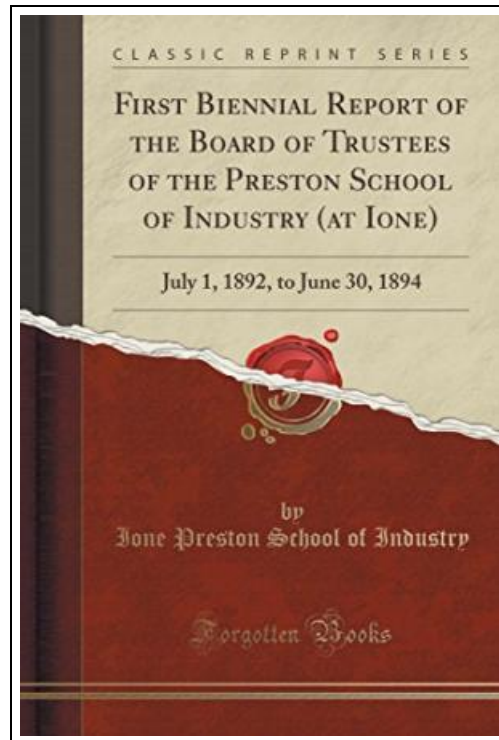 CLASSIC REPRINT SERIES
FIRST BIENNIAL REPORT OF
THE BOARD OF TRUSTEES
OF THE PRESTON SCHOOL
OF INDUSTRY (AT IONE)
July 1, 1892, to June 30, 1894
by
Ione Preston School of Industry
Forgotten Books